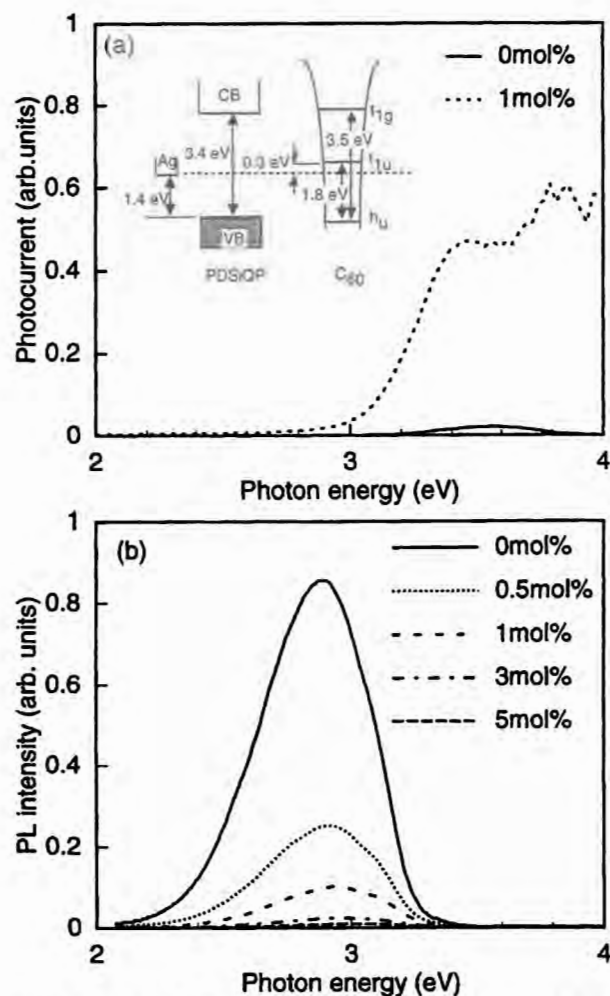 1
(a)
0mol%
1mol%
0.8
0.6
0.4
0.2
0
Photocurrent (arb.units)
CB
Ag
3.4 eV
1.4 eV
VB
PDSiQP
0.3 eV
t1g
3.5 eV
t1u
1.8 eV
hu
C60
2 3 4
Photon energy (eV)
1
(b)
0mol%
0.5mol%
1mol%
3mol%
5mol%
0.8
0.6
0.4
0.2
0
PL intensity (arb. units)
2 3 4
Photon energy (eV)